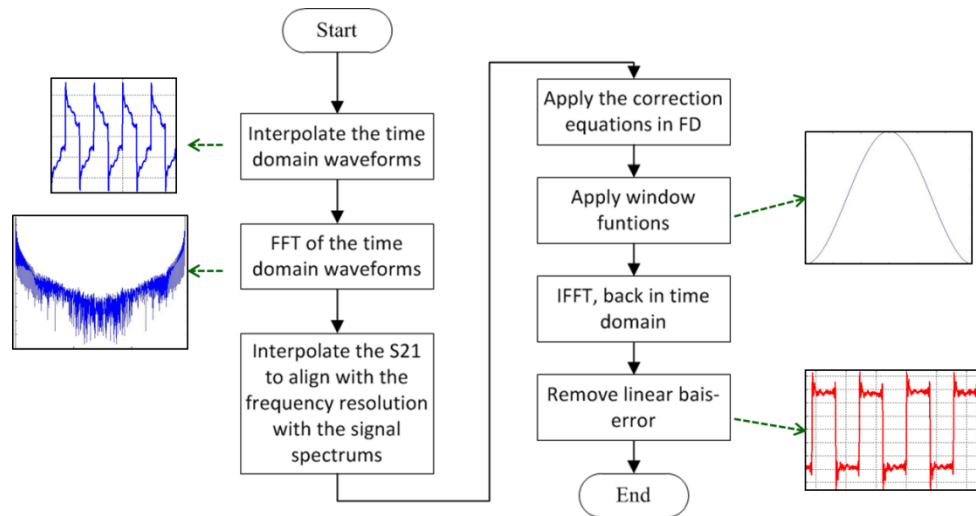 Start
Interpolate the time
domain waveforms
FFT of the time
domain waveforms
Interpolate the S21
to align with the
frequency resolution
with the signal
spectrums
Apply the correction
equations in FD
Apply window
funtions
IFFT, back in time
domain
Remove linear bais-
error
End